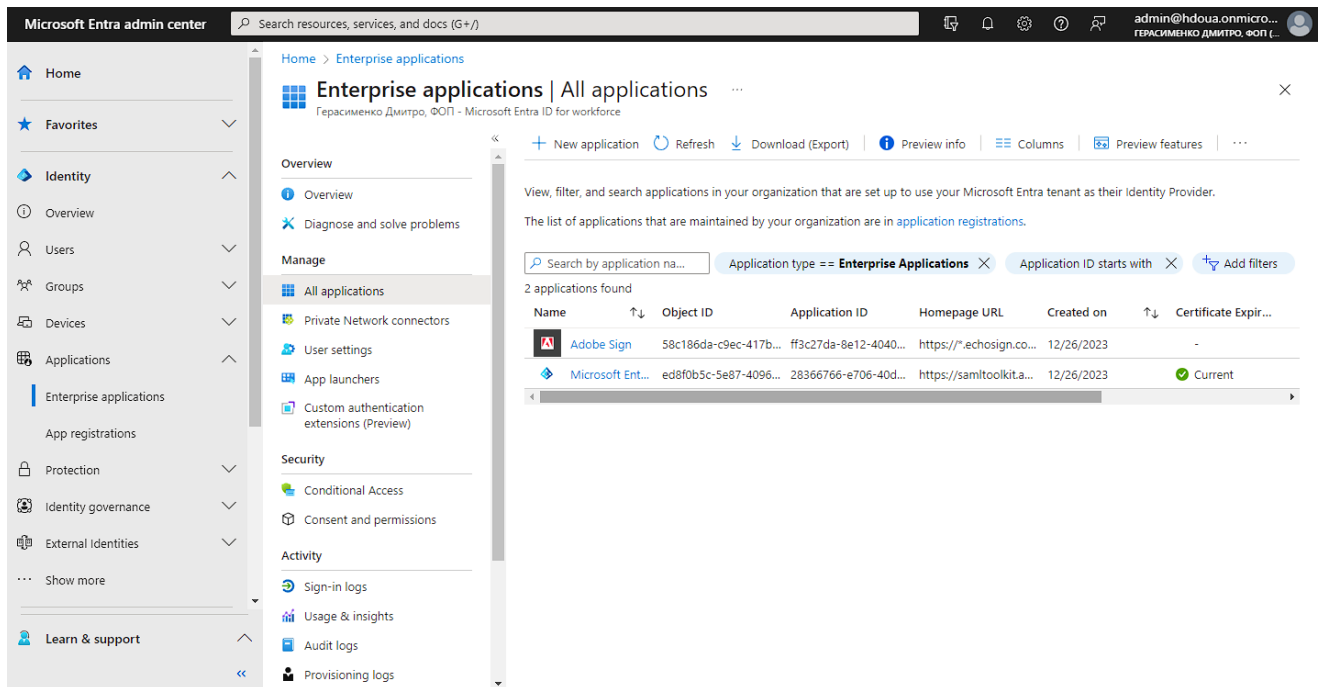 Microsoft Entra admin center
Search resources, services, and docs (G+/)
admin@hdoua.onmicro...
ГЕРАСИМЕНКО ДМИТРО, ФОП (...
Home
Favorites
Identity
Overview
Users
Groups
Devices
Applications
Enterprise applications
App registrations
Protection
Identity governance
External Identities
Show more
Learn & support
Home > Enterprise applications
Enterprise applications | All applications ...
Герасименко Дмитро, ФОП - Microsoft Entra ID for workforce
Overview
Overview
Diagnose and solve problems
Manage
All applications
Private Network connectors
User settings
App launchers
Custom authentication
extensions (Preview)
Security
Conditional Access
Consent and permissions
Activity
Sign-in logs
Usage & insights
Audit logs
Provisioning logs
New application Refresh Download (Export) Preview info Columns Preview features ...
View, filter, and search applications in your organization that are set up to use your Microsoft Entra tenant as their Identity Provider.
The list of applications that are maintained by your organization are in application registrations.
Search by application na... Application type == Enterprise Applications Application ID starts with Add filters
2 applications found
Name Object ID Application ID Homepage URL Created on Certificate Expir...
Adobe Sign 58c186da-c9ec-417b... ff3c27da-8e12-4040... https://*.echosign.co... 12/26/2023 -
Microsoft Ent... ed8f0b5c-5e87-4096... 28366766-e706-40d... https://samltoolkit.a... 12/26/2023 Current